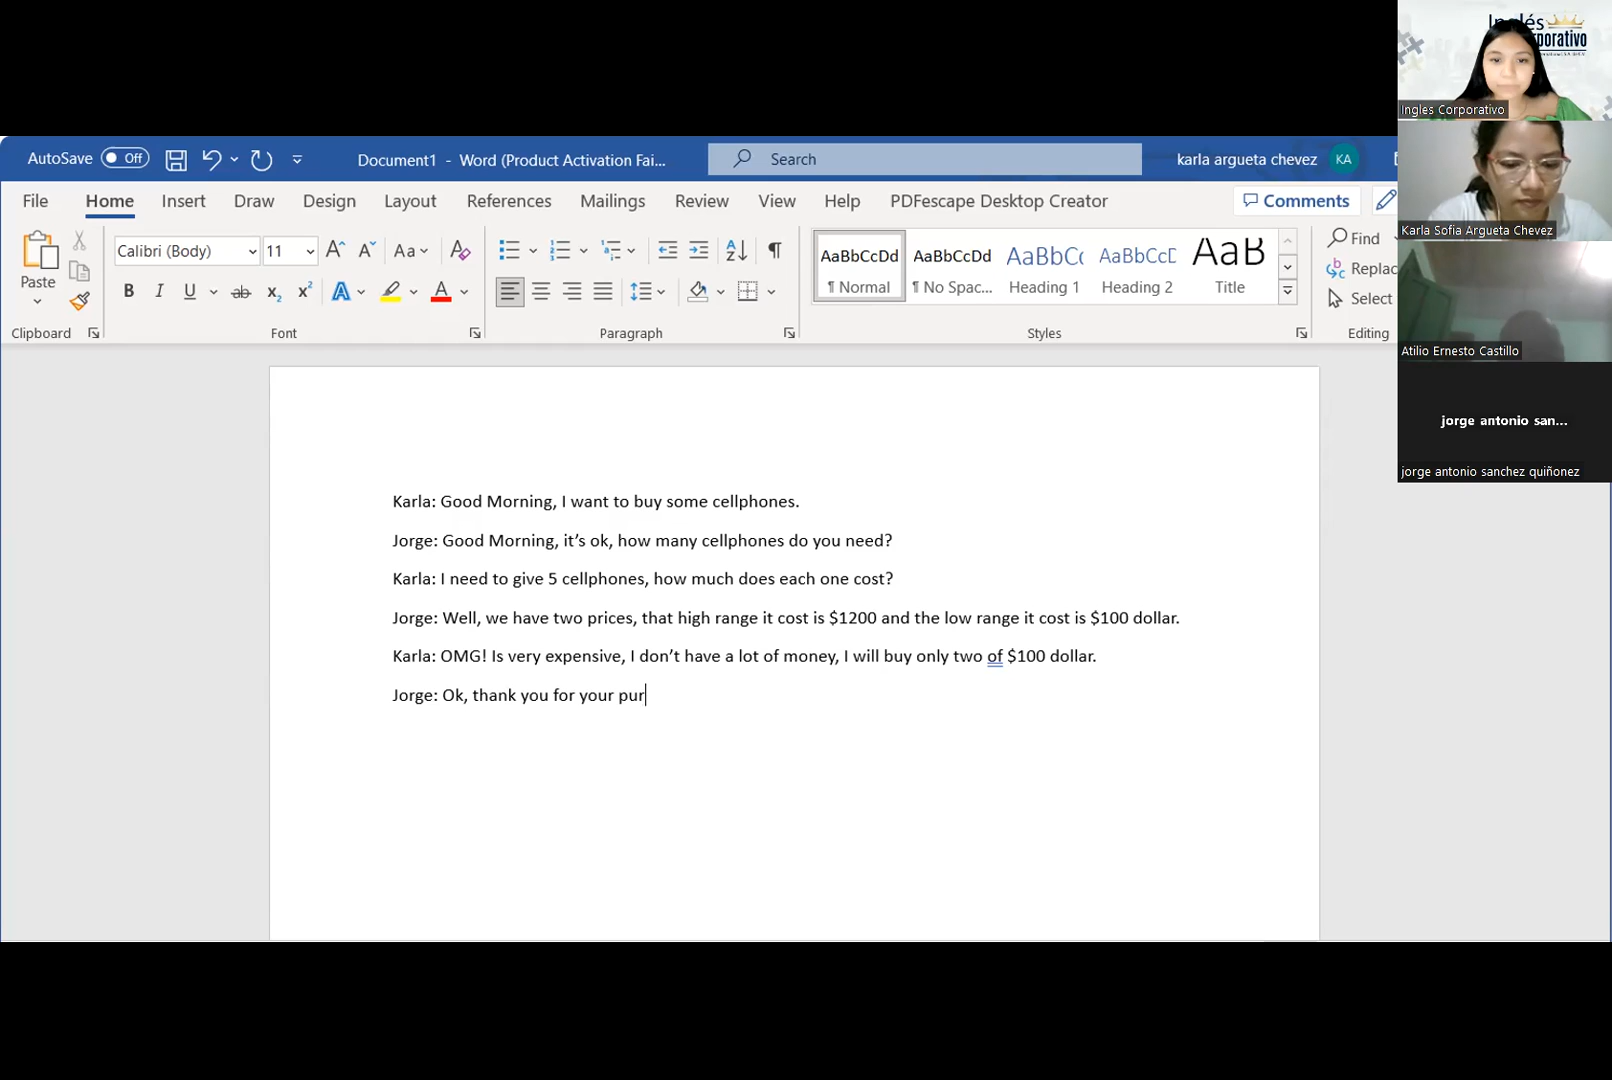 Inglés
orporativo
Ingles Corporativo
AutoSave Off Document1 - Word (Product Activation Fai... Search karla argueta chevez KA
File Home Insert Draw Design Layout References Mailings Review View Help PDFescape Desktop Creator Comments
Karla Sofia Argueta Chevez
Paste Calibri (Body) 11 Aa AaBbCcDd AaBbCcDd AaBbCc AaBbCcD AaB Find
B I U ab x2 x2 A A ¶ Normal ¶ No Spac... Heading 1 Heading 2 Title Replac
Select
Clipboard Font Paragraph Styles Editing
Atilio Ernesto Castillo
jorge antonio san...
jorge antonio sanchez quiñonez
Karla: Good Morning, I want to buy some cellphones.
Jorge: Good Morning, it’s ok, how many cellphones do you need?
Karla: I need to give 5 cellphones, how much does each one cost?
Jorge: Well, we have two prices, that high range it cost is $1200 and the low range it cost is $100 dollar.
Karla: OMG! Is very expensive, I don’t have a lot of money, I will buy only two of $100 dollar.
Jorge: Ok, thank you for your pur